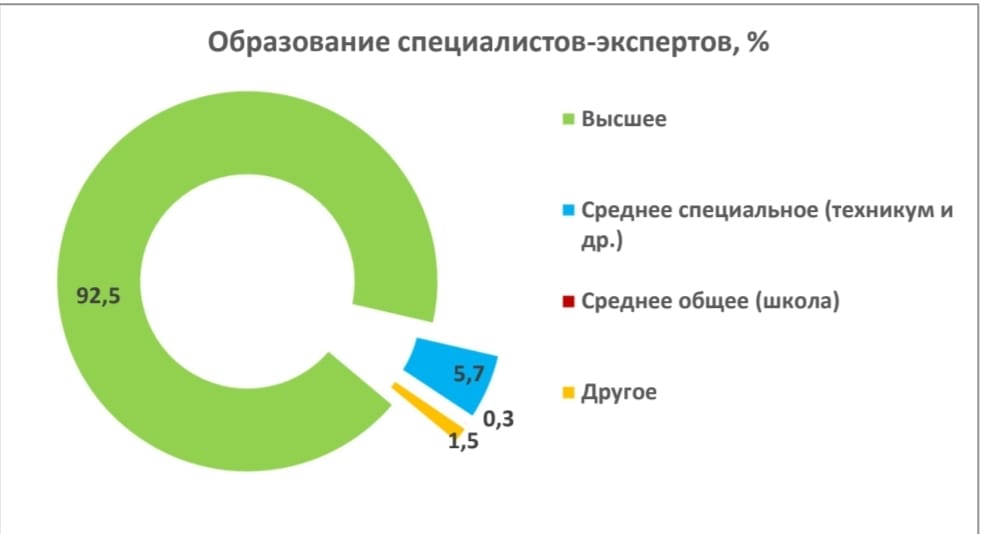 Образование специалистов-экспертов, %
Высшее
Среднее специальное (техникум и
др.)
Среднее общее (школа)
Другое
92,5
5,7
0,3
1,5